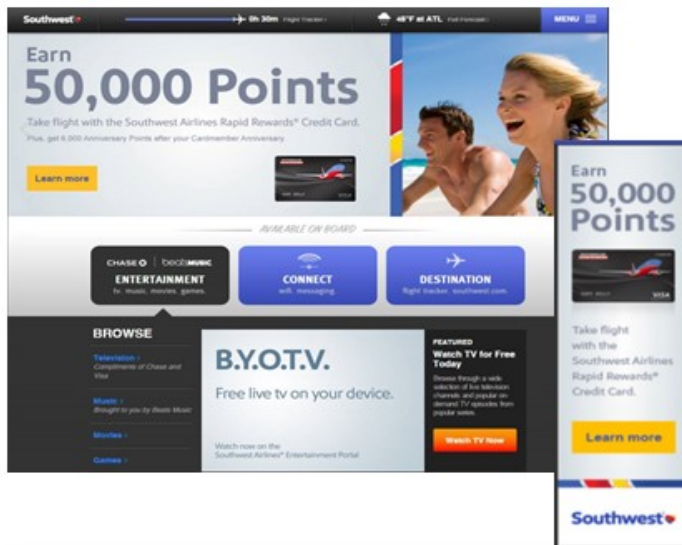 Southwest
0h 30m Flight Tracker ›
48°F at ATL Full Forecast ›
MENU
Earn
50,000 Points
Take flight with the Southwest Airlines Rapid Rewards® Credit Card.
Plus, get 6,000 Anniversary Points after your Cardmember Anniversary.
Learn more
AVAILABLE ON BOARD
CHASE beatsmusic
ENTERTAINMENT
tv. music. movies. games.
CONNECT
wifi. messaging.
DESTINATION
flight tracker. southwest.com.
BROWSE
Television ›
Compliments of Chase and
Visa
Music ›
Brought to you by Beats Music
Movies ›
Games ›
B.Y.O.T.V.
Free live tv on your device.
Watch now on the
Southwest Airlines® Entertainment Portal
FEATURED
Watch TV for Free
Today
Browse through a wide
selection of live television
channels and popular on-
demand TV episodes from
popular series.
Watch TV Now
Earn
50,000
Points
VISA
Take flight
with the
Southwest Airlines
Rapid Rewards®
Credit Card.
Learn more
Southwest